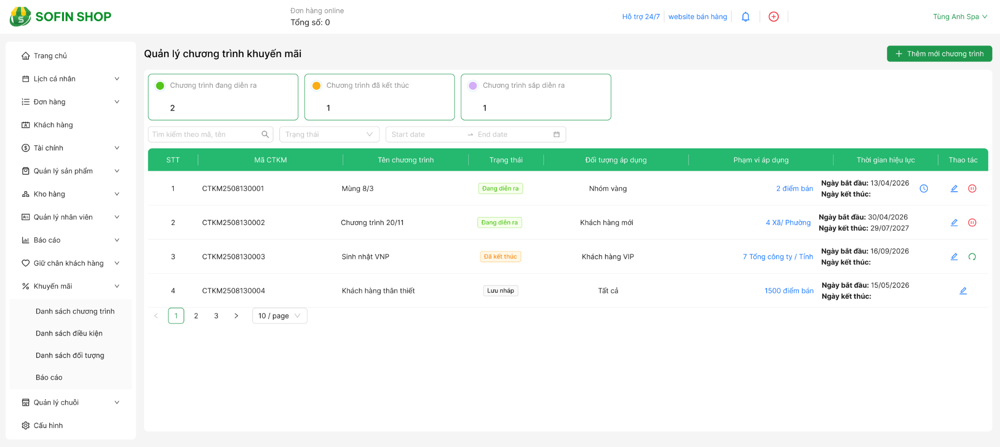 SOFIN SHOP
Đơn hàng online
Tổng số: 0
Hỗ trợ 24/7
website bán hàng
Tùng Anh Spa
Trang chủ
Lịch cá nhân
Đơn hàng
Khách hàng
Tài chính
Quản lý sản phẩm
Kho hàng
Quản lý nhân viên
Báo cáo
Giữ chân khách hàng
Khuyến mãi
Danh sách chương trình
Danh sách điều kiện
Danh sách đối tượng
Báo cáo
Quản lý chuỗi
Cấu hình
Quản lý chương trình khuyến mãi
Thêm mới chương trình
Chương trình đang diễn ra
2
Chương trình đã kết thúc
1
Chương trình sắp diễn ra
1
Tìm kiếm theo mã, tên
Trạng thái
Start date
End date
STT Mã CTKM Tên chương trình Trạng thái Đối tượng áp dụng Phạm vi áp dụng Thời gian hiệu lực Thao tác
1 CTKM2508130001 Mùng 8/3 Đang diễn ra Nhóm vàng 2 điểm bán Ngày bắt đầu: 13/04/2026
Ngày kết thúc:
2 CTKM2508130002 Chương trình 20/11 Đang diễn ra Khách hàng mới 4 Xã/ Phường Ngày bắt đầu: 30/04/2026
Ngày kết thúc: 29/07/2027
3 CTKM2508130003 Sinh nhật VNP Đã kết thúc Khách hàng VIP 7 Tổng công ty / Tỉnh Ngày bắt đầu: 16/09/2026
Ngày kết thúc:
4 CTKM2508130004 Khách hàng thân thiết Lưu nháp Tất cả 1500 điểm bán Ngày bắt đầu: 15/05/2026
Ngày kết thúc:
1 2 3 10 / page